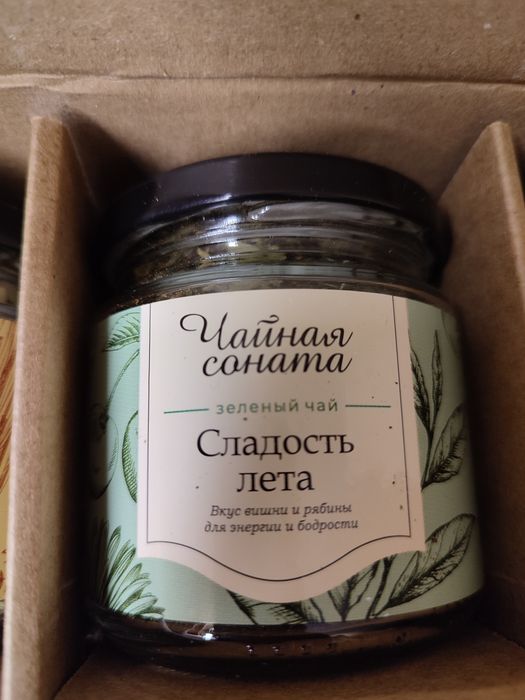 Чайная
соната
зеленый чай
Сладость
лета
Вкус вишни и рябины
для энергии и бодрости